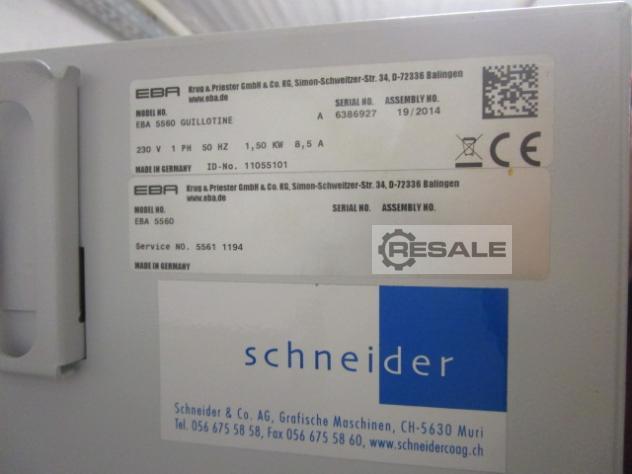 EBA Krug & Priester GmbH & Co. KG, Simon-Schweitzer-Str. 34, D-72336 Balingen
www.eba.de
MODEL NO. SERIAL NO. ASSEMBLY NO.
EBA 5560 GUILLOTINE A 6386927 19/2014
230 V 1 PH 50 HZ 1,50 KW 8,5 A
MADE IN GERMANY ID-No. 11055101
CE
EBA Krug & Priester GmbH & Co. KG, Simon-Schweitzer-Str. 34, D-72336 Balingen
www.eba.de
MODEL NO. SERIAL NO. ASSEMBLY NO.
EBA 5560
Service NO. 5561 1194
MADE IN GERMANY
RESALE
schneider
Schneider & Co. AG, Grafische Maschinen, CH-5630 Muri
Tel. 056 675 58 58, Fax 056 675 58 60, www.schneidercoag.ch